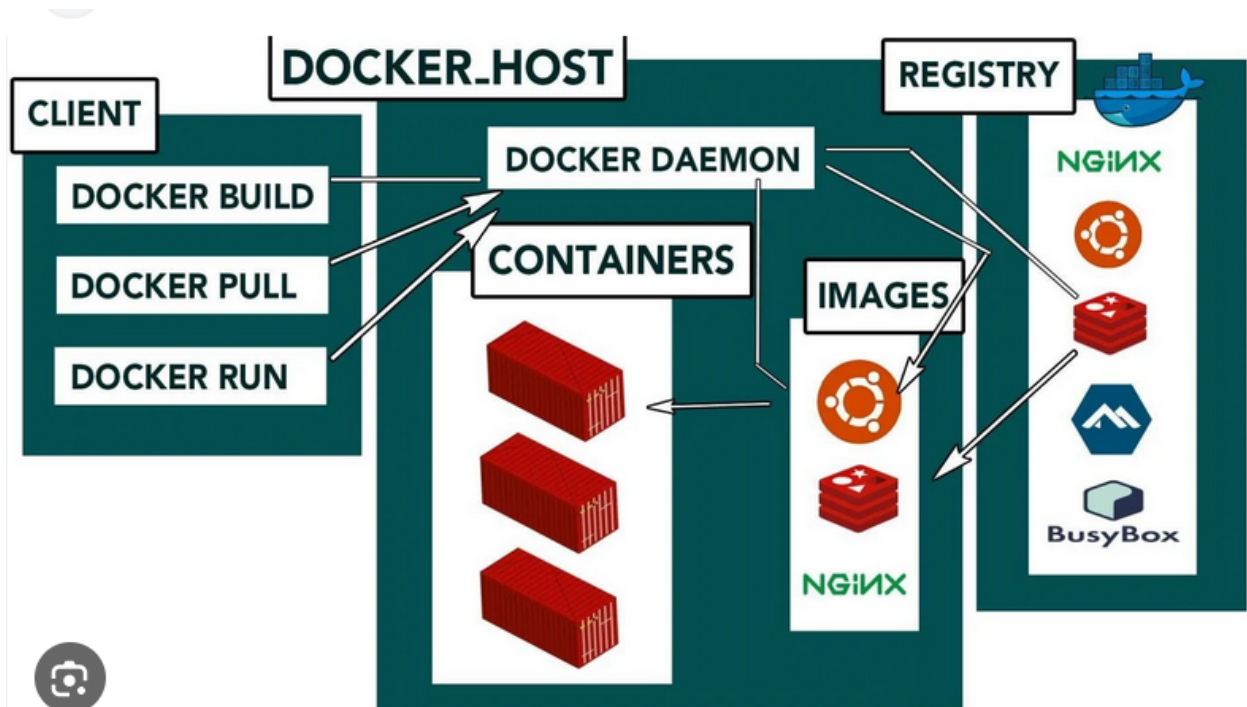 DOCKER_HOST
CLIENT
REGISTRY
DOCKER BUILD
DOCKER DAEMON
NGiNX
DOCKER PULL
CONTAINERS
IMAGES
DOCKER RUN
BusyBox
NGiNX